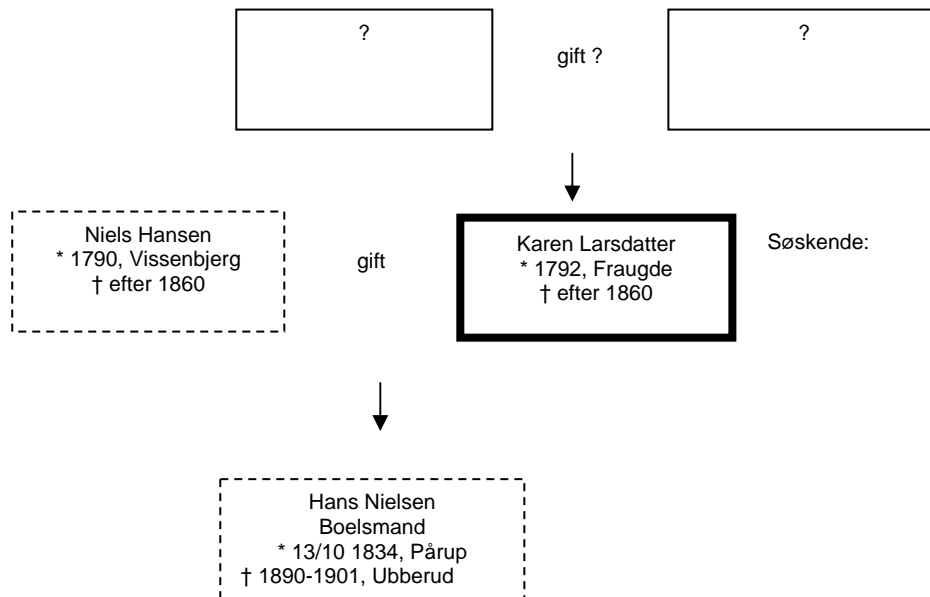 ?
gift ?
?
Niels Hansen
* 1790, Vissenbjerg
† efter 1860
gift
Karen Larsdatter
* 1792, Fraugde
† efter 1860
Søskende:
Hans Nielsen
Boelsmand
* 13/10 1834, Pårup
† 1890-1901, Ubberud